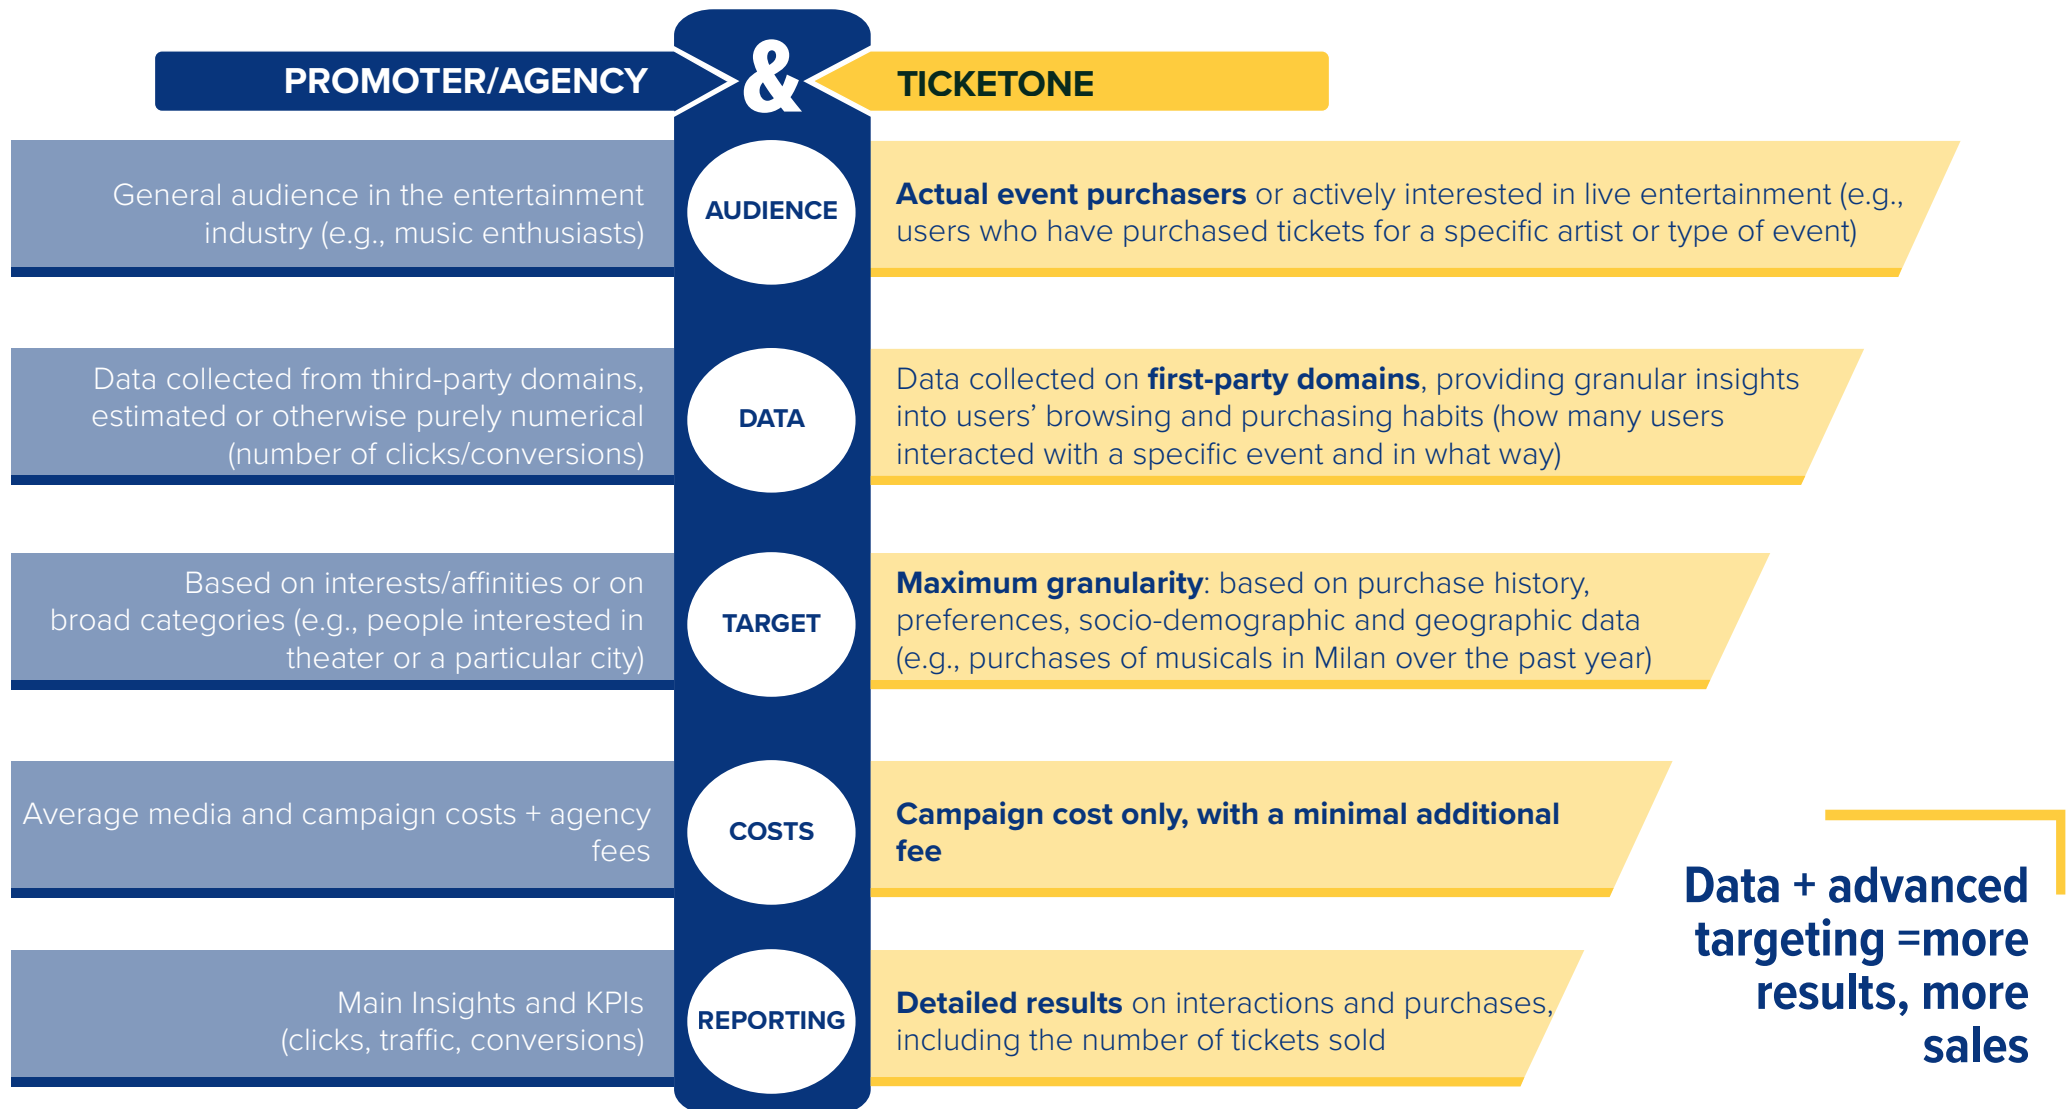 PROMOTER/AGENCY
&
TICKETONE
General audience in the entertainment
industry (e.g., music enthusiasts)
AUDIENCE
Actual event purchasers or actively interested in live entertainment (e.g.,
users who have purchased tickets for a specific artist or type of event)
Data collected from third-party domains,
estimated or otherwise purely numerical
(number of clicks/conversions)
DATA
Data collected on first-party domains, providing granular insights
into users’ browsing and purchasing habits (how many users
interacted with a specific event and in what way)
Based on interests/affinities or on
broad categories (e.g., people interested in
theater or a particular city)
TARGET
Maximum granularity: based on purchase history,
preferences, socio-demographic and geographic data
(e.g., purchases of musicals in Milan over the past year)
Average media and campaign costs + agency
fees
COSTS
Campaign cost only, with a minimal additional
fee
Main Insights and KPIs
(clicks, traffic, conversions)
REPORTING
Detailed results on interactions and purchases,
including the number of tickets sold
Data + advanced
targeting =more
results, more
sales